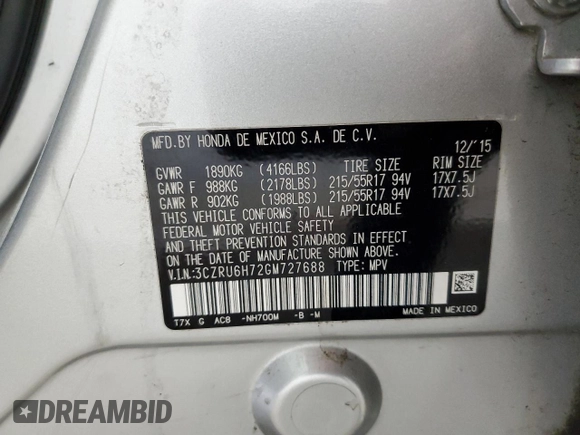 MFD.BY HONDA DE MEXICO S.A. DE C.V.
12/'15
GVWR 1890KG (4166LBS) TIRE SIZE RIM SIZE
GAWR F 988KG (2178LBS) 215/55R17 94V 17X7.5J
GAWR R 902KG (1988LBS) 215/55R17 94V 17X7.5J
THIS VEHICLE CONFORMS TO ALL APPLICABLE
FEDERAL MOTOR VEHICLE SAFETY
AND THEFT PREVENTION STANDARDS IN EFFECT
ON THE DATE OF MANUFACTURE SHOWN ABOVE.
V.I.N.:3CZRU6H72GM727688 TYPE: MPV
T7X G AC8 -NH700M -B -M MADE IN MEXICO
DREAMBID